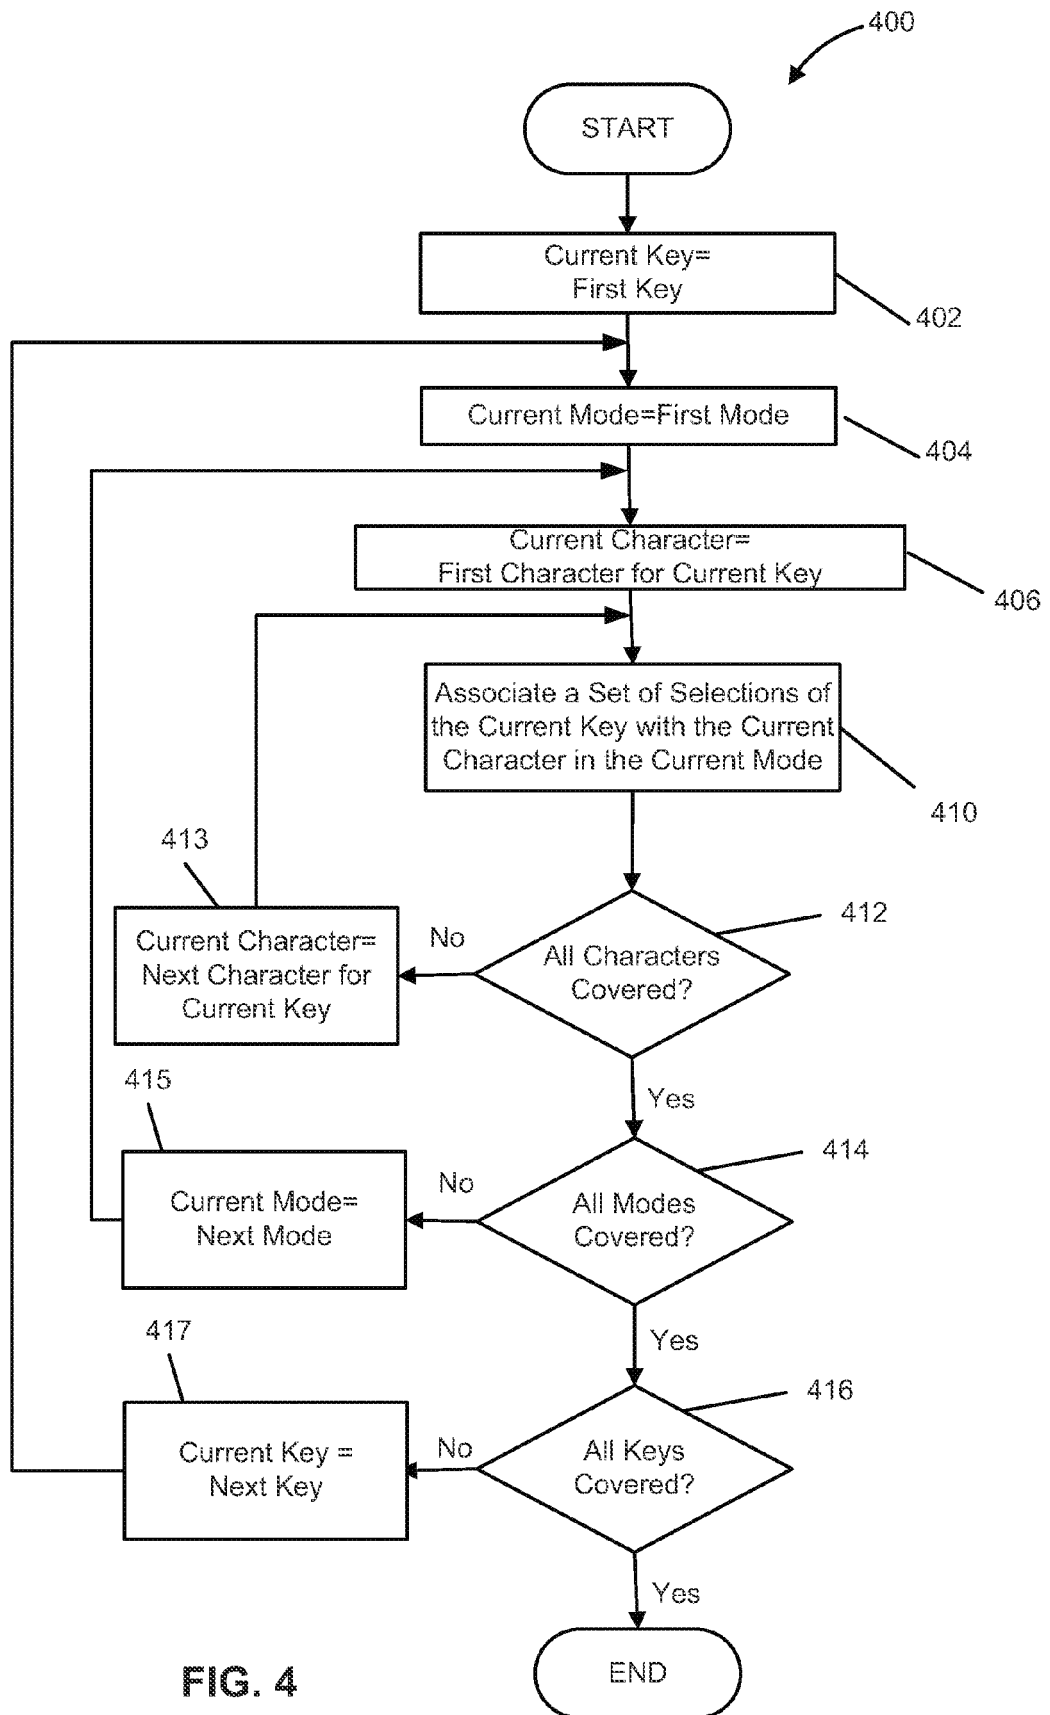 400
START
Current Key=
First Key
402
Current Mode=First Mode
404
Current Character=
First Character for Current Key
406
Associate a Set of Selections of
the Current Key with the Current
Character in the Current Mode
410
413
Current Character=
Next Character for
Current Key
No
All Characters
Covered?
412
Yes
415
Current Mode=
Next Mode
No
All Modes
Covered?
414
Yes
417
Current Key =
Next Key
No
All Keys
Covered?
416
Yes
END
FIG. 4